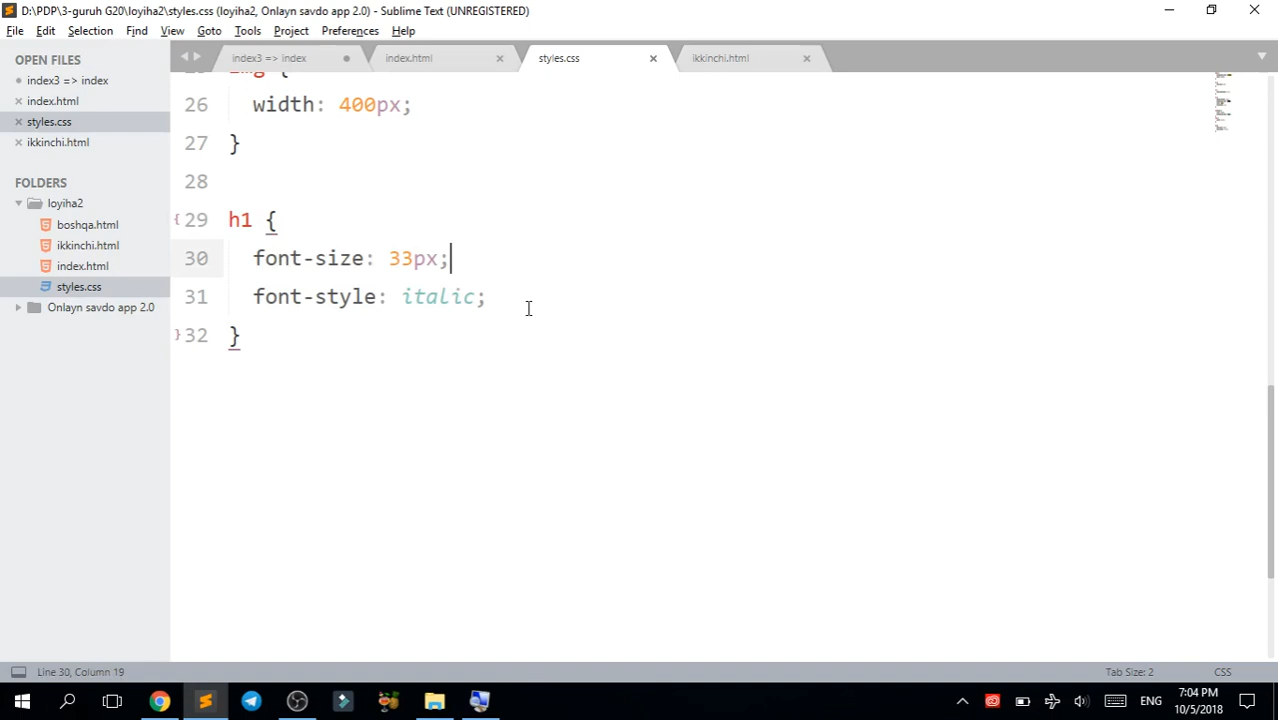 D:\PDP\3-guruh G20\loyiha2\styles.css (loyiha2, Onlayn savdo app 2.0) - Sublime Text (UNREGISTERED)
File Edit Selection Find View Goto Tools Project Preferences Help
OPEN FILES
index3 => index
index.html
styles.css
ikkinchi.html
FOLDERS
loyiha2
boshqa.html
ikkinchi.html
index.html
styles.css
Onlayn savdo app 2.0
index3 => index index.html styles.css ikkinchi.html
img {
26 width: 400px;
27 }
28
29 h1 {
30 font-size: 33px;
31 font-style: italic;
32 }
Line 30, Column 19 Tab Size: 2 CSS
ENG
7:04 PM
10/5/2018